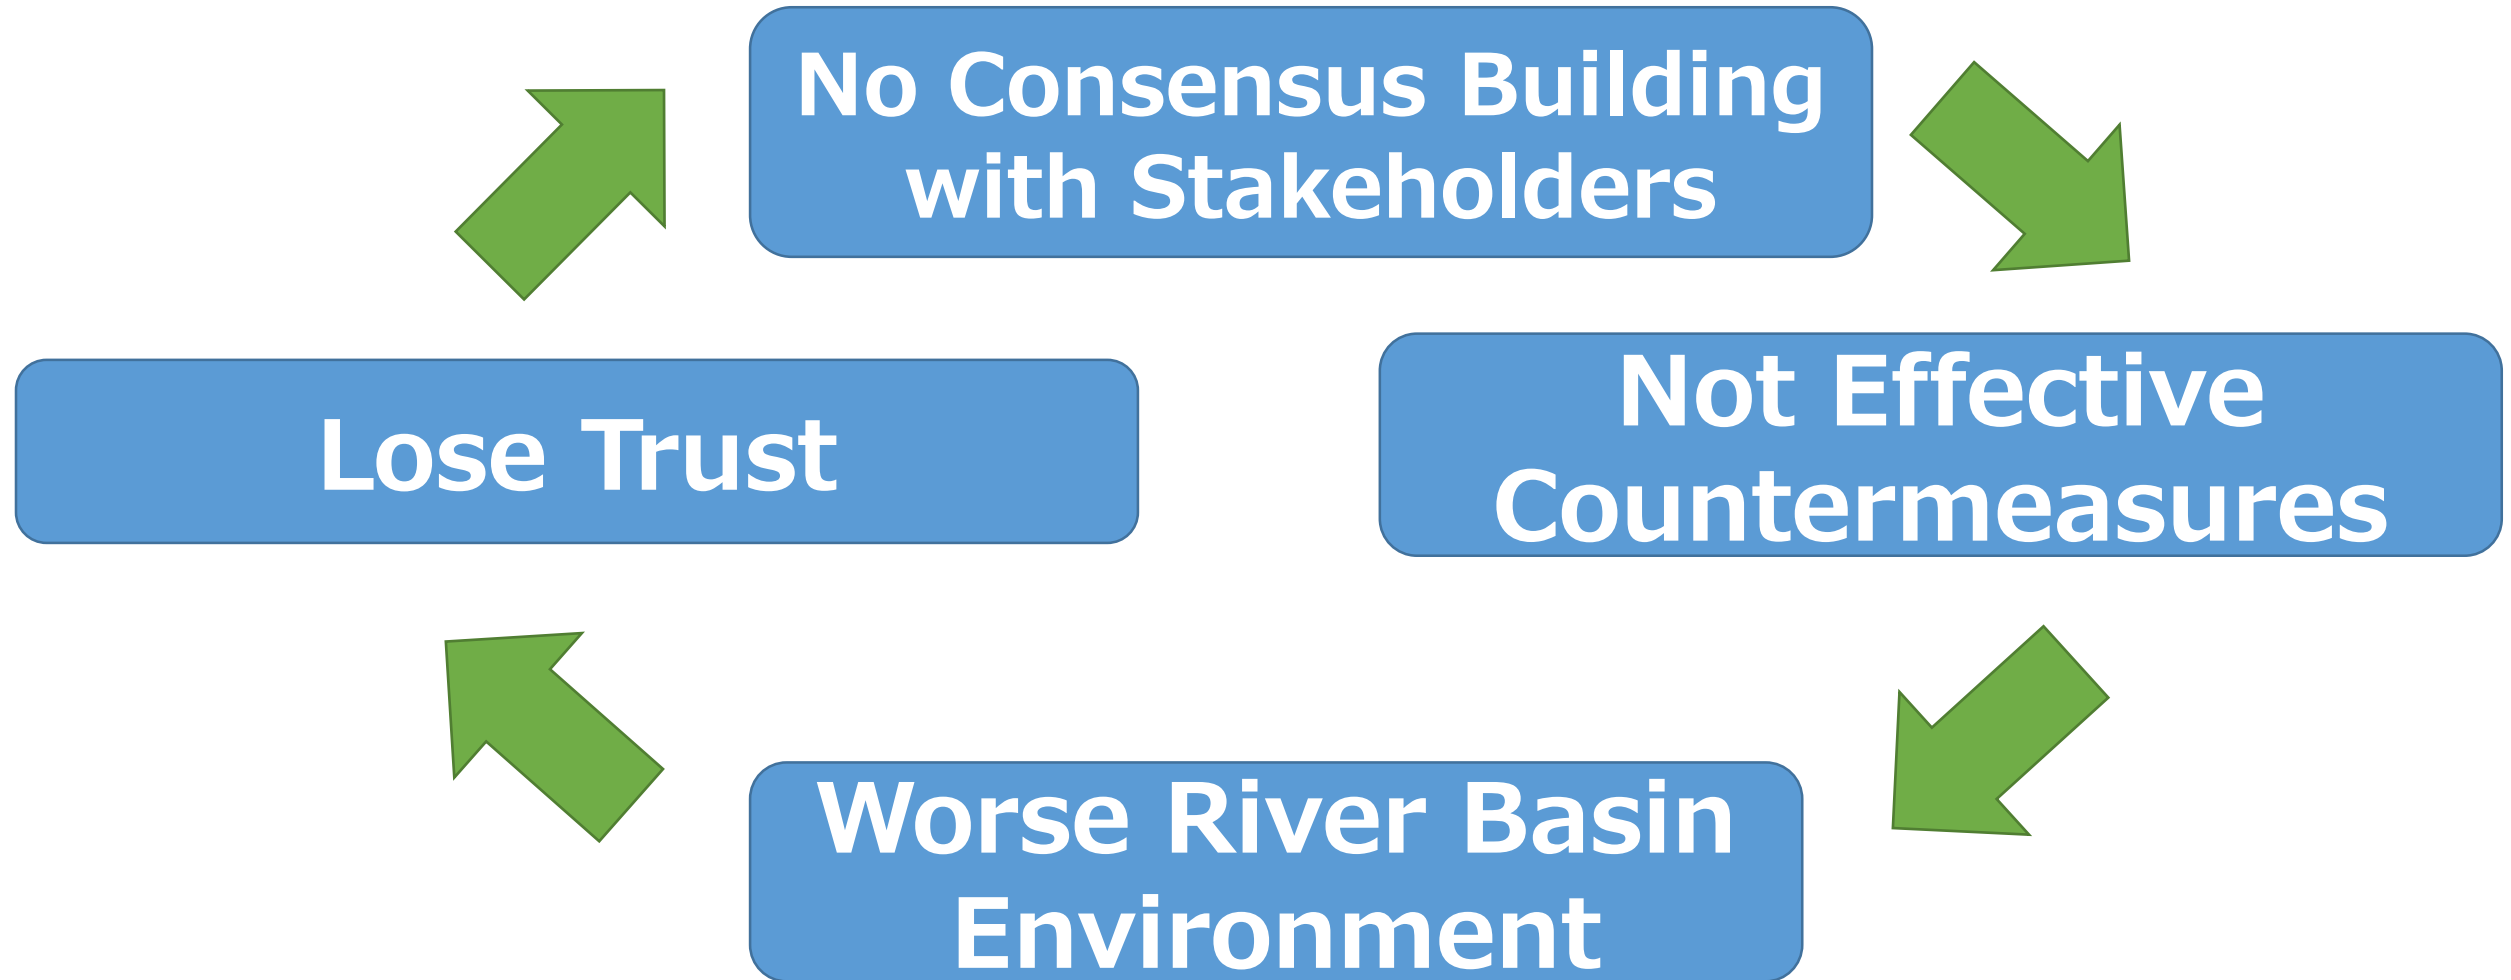 No Consensus Building
with Stakeholders
Lose Trust
Not Effective
Countermeasures
Worse River Basin
Environment